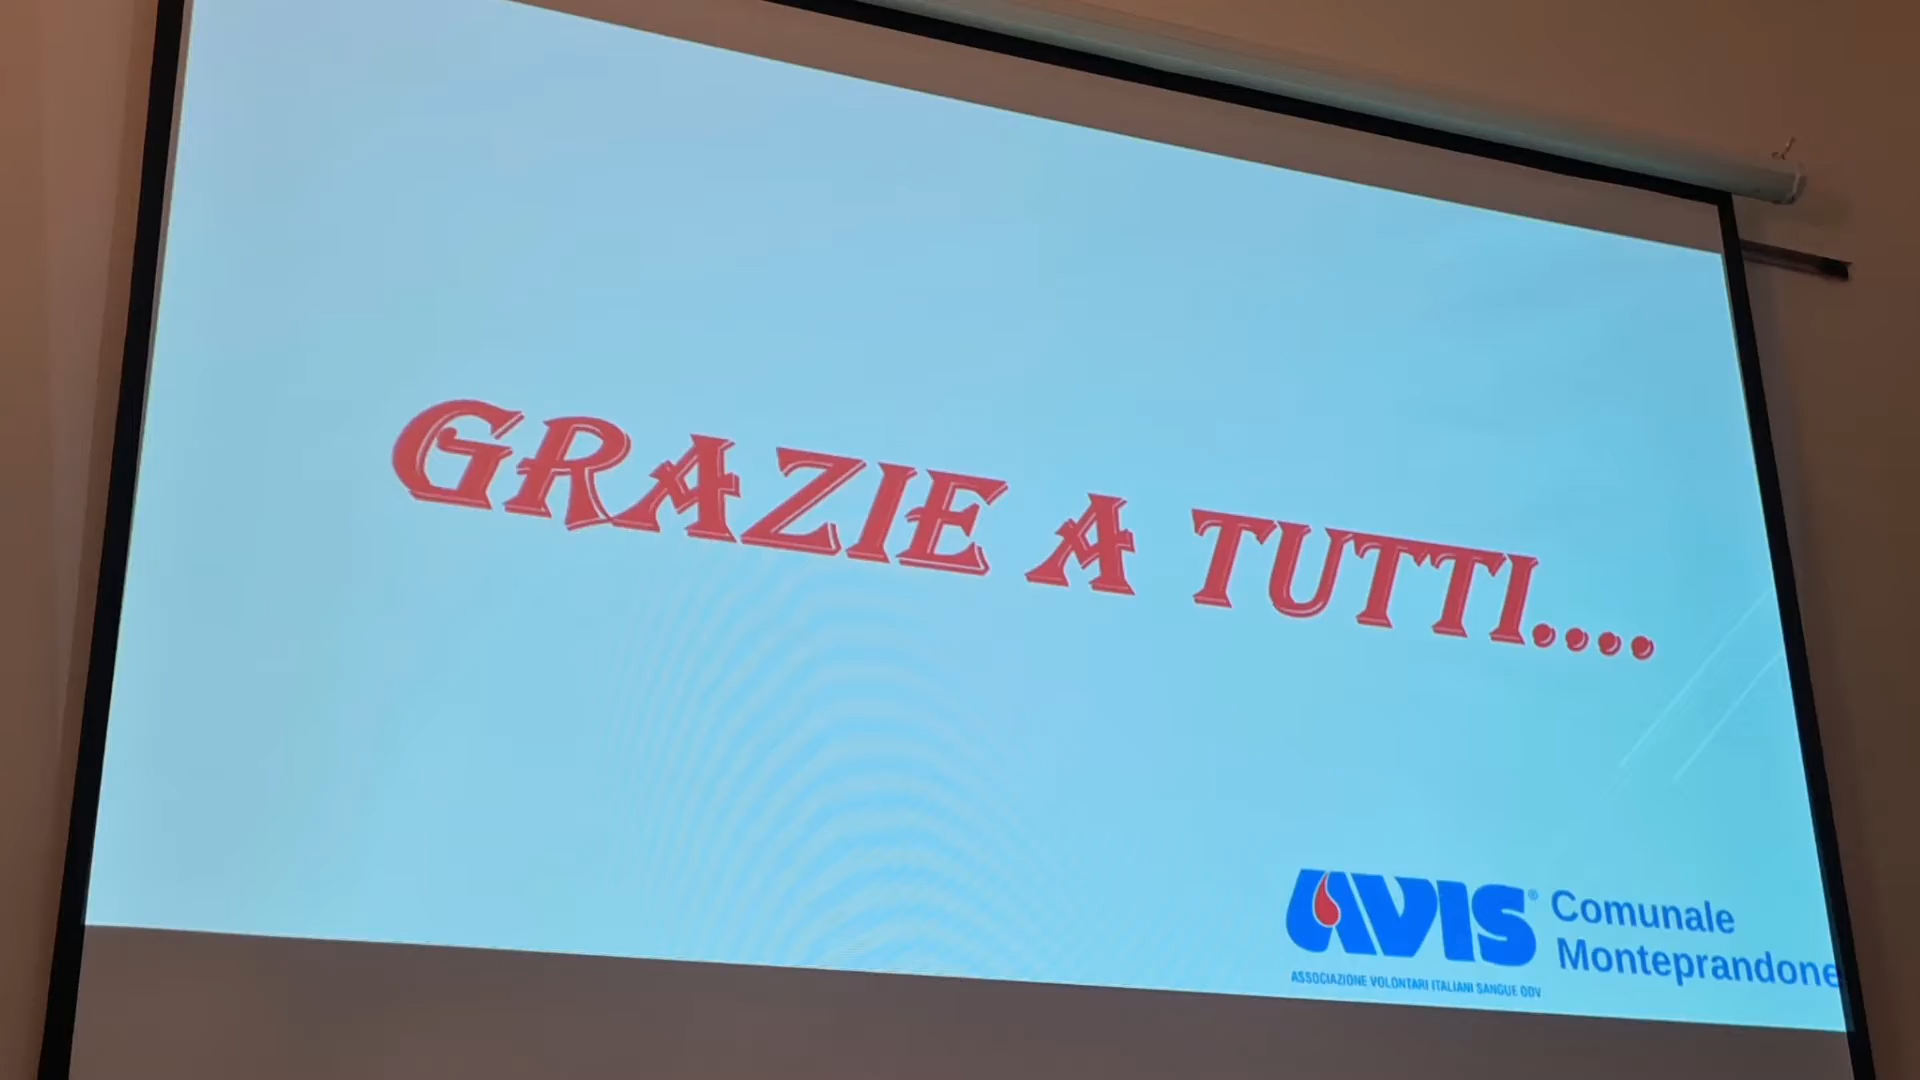 GRAZIE A TUTTI....
AVIS® Comunale
Monteprandone
ASSOCIAZIONE VOLONTARI ITALIANI SANGUE ODV